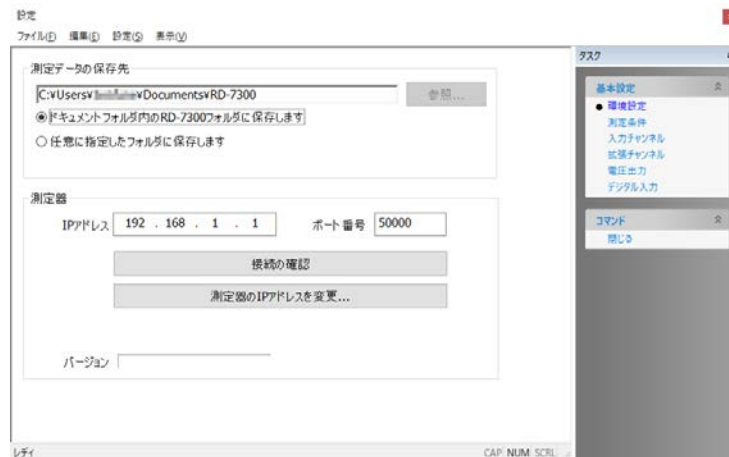 設定
ファイル(F) 編集(E) 設定(S) 表示(V)
測定データの保存先
C:¥Users¥ ¥Documents¥RD-7300
参照...
ドキュメントフォルダ内のRD-7300フォルダに保存します
任意に指定したフォルダに保存します
測定器
IPアドレス 192 . 168 . 1 . 1 ポート番号 50000
接続の確認
測定器のIPアドレスを変更...
バージョン
レディ
CAP NUM SCRL
タスク
基本設定
環境設定
測定条件
入力チャンネル
拡張チャンネル
電圧出力
デジタル入力
コマンド
閉じる